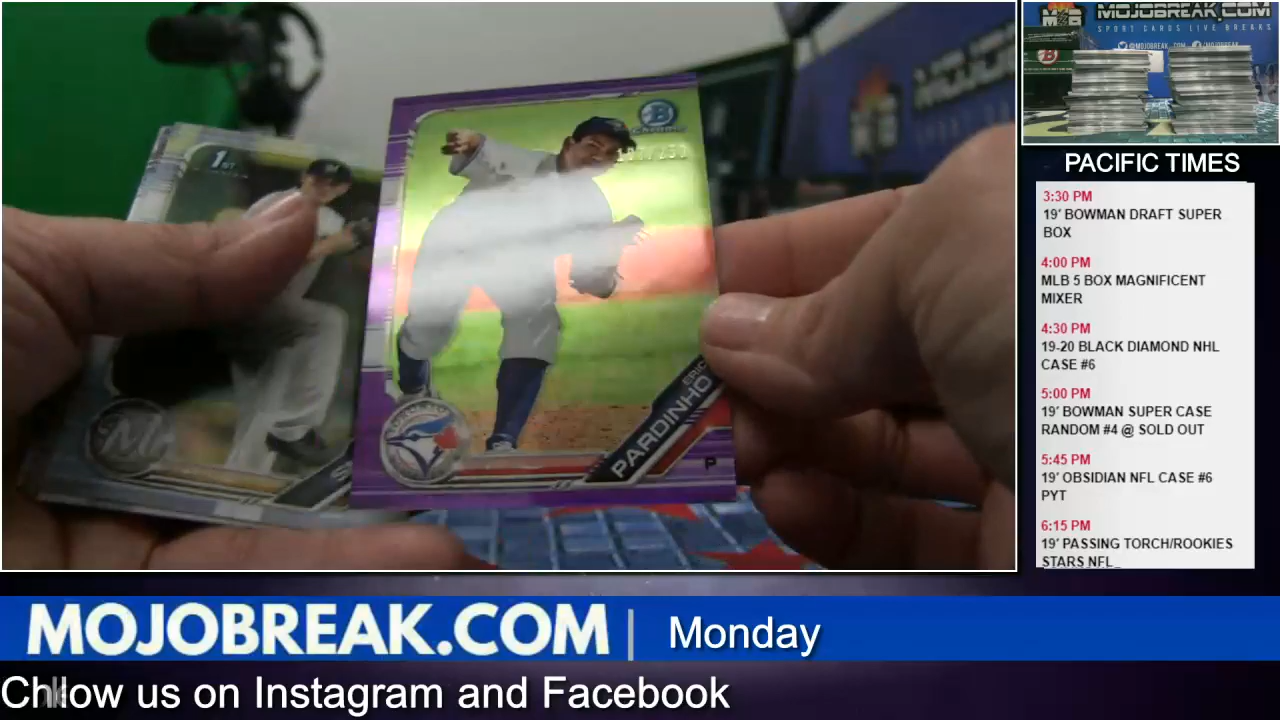 MOJOBREAK.COM
SPORT CARDS LIVE BREAKS
1ST
B
Chrome
ERIC
PARDINHO
P
PACIFIC TIMES
3:30 PM
19' BOWMAN DRAFT SUPER
BOX
4:00 PM
MLB 5 BOX MAGNIFICENT
MIXER
4:30 PM
19-20 BLACK DIAMOND NHL
CASE #6
5:00 PM
19' BOWMAN SUPER CASE
RANDOM #4 @ SOLD OUT
5:45 PM
19' OBSIDIAN NFL CASE #6
PYT
6:15 PM
19' PASSING TORCH/ROOKIES
STARS NFL
MOJOBREAK.COM | Monday
us on Instagram and Facebook